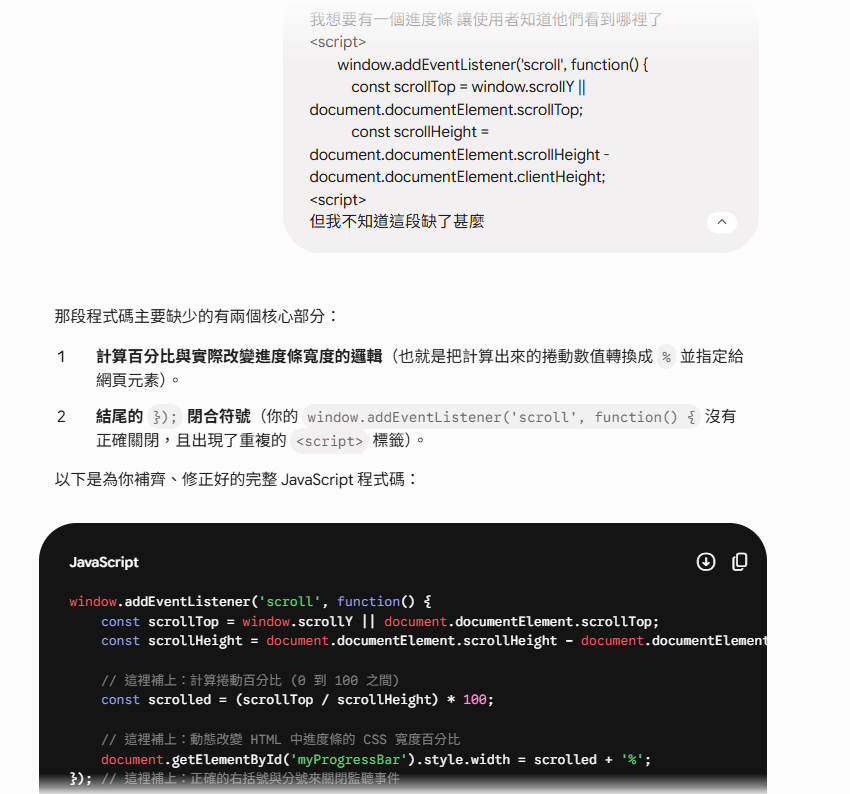 我想要有一個進度條 讓使用者知道他們看到哪裡了
<script>
window.addEventListener('scroll', function() {
const scrollTop = window.scrollY ||
document.documentElement.scrollTop;
const scrollHeight =
document.documentElement.scrollHeight -
document.documentElement.clientHeight;
<script>
但我不知道這段缺了甚麼
那段程式碼主要缺少的有兩個核心部分：
1 計算百分比與實際改變進度條寬度的邏輯（也就是把計算出來的捲動數值轉換成 % 並指定給
網頁元素）。
2 結尾的 }); 閉合符號（你的 window.addEventListener('scroll', function() { 沒有
正確關閉，且出現了重複的 <script> 標籤）。
以下是為你補齊、修正好的完整 JavaScript 程式碼：
JavaScript
window.addEventListener('scroll', function() {
const scrollTop = window.scrollY || document.documentElement.scrollTop;
const scrollHeight = document.documentElement.scrollHeight - document.documentElement
// 這裡補上：計算捲動百分比 (0 到 100 之間)
const scrolled = (scrollTop / scrollHeight) * 100;
// 這裡補上：動態改變 HTML 中進度條的 CSS 寬度百分比
document.getElementById('myProgressBar').style.width = scrolled + '%';
}); // 這裡補上：正確的右括號與分號來關閉監聽事件